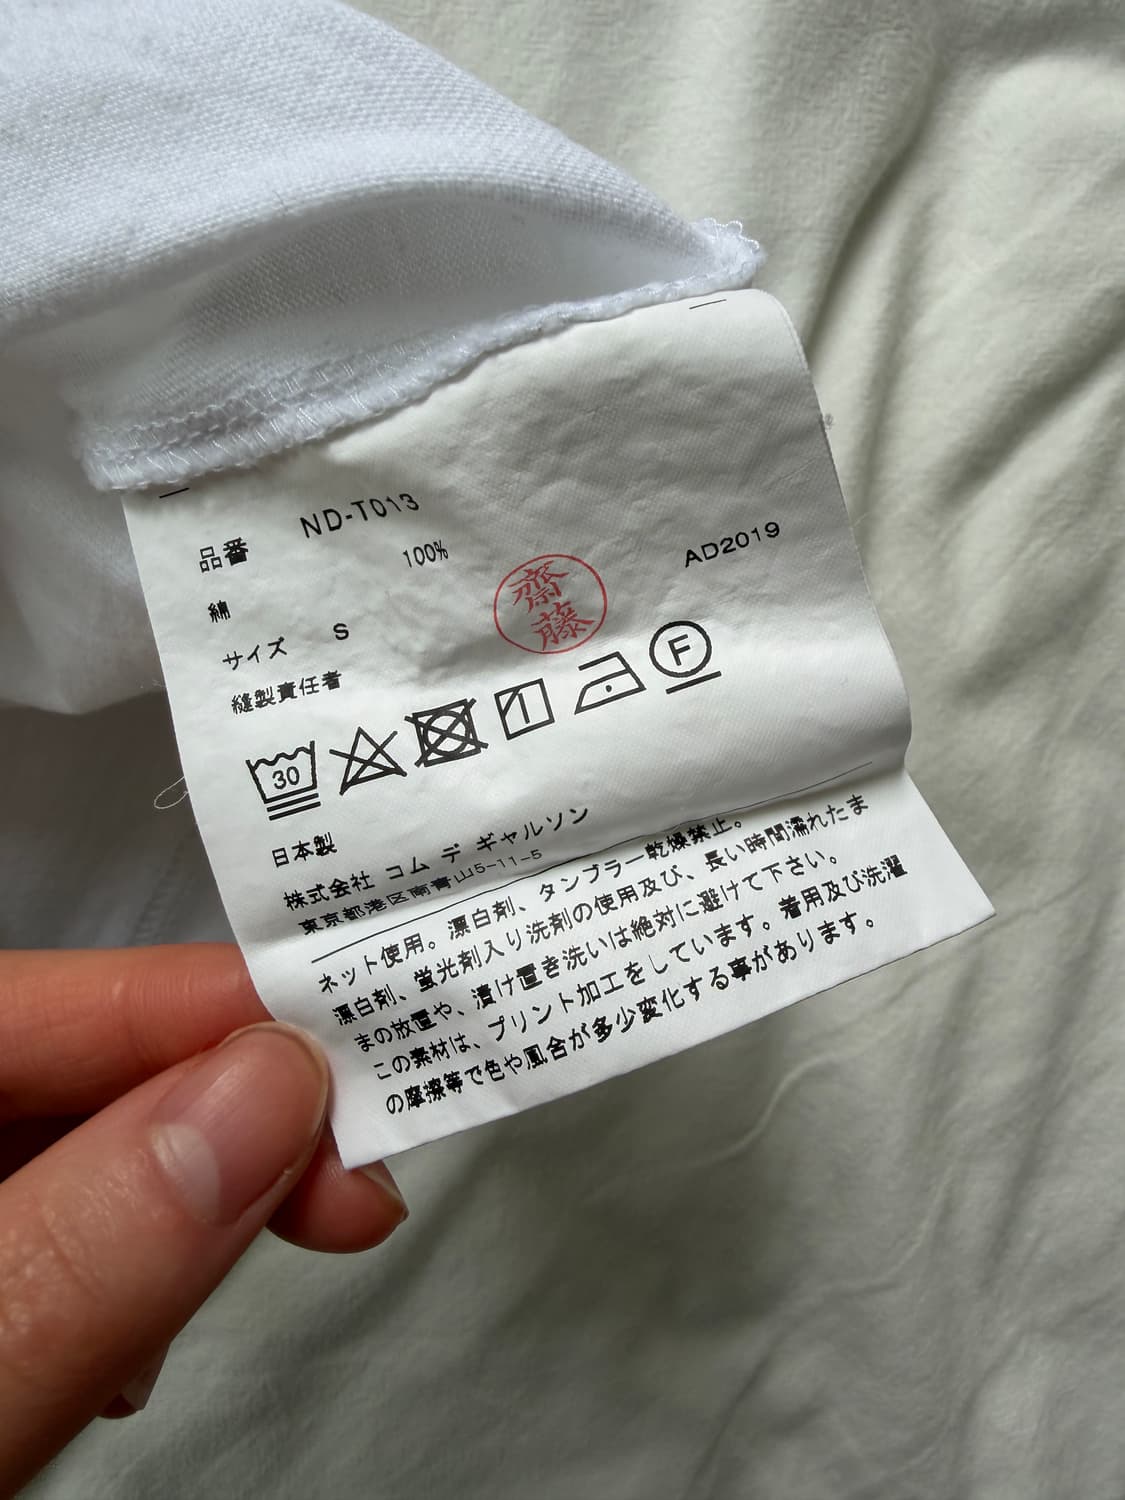 品番 ND-T013
綿 100% AD2019
サイズ S
縫製責任者 齋藤
30
F
日本製
株式会社 コム デ ギャルソン
東京都港区南青山5-11-5
ネット使用。漂白剤、タンブラー乾燥禁止。
漂白剤、蛍光剤入り洗剤の使用及び、長い時間濡れたま
まの放置や、漬け置き洗いは絶対に避けて下さい。
この素材は、プリント加工をしています。着用及び洗濯
の摩擦等で色や風合が多少変化する事があります。